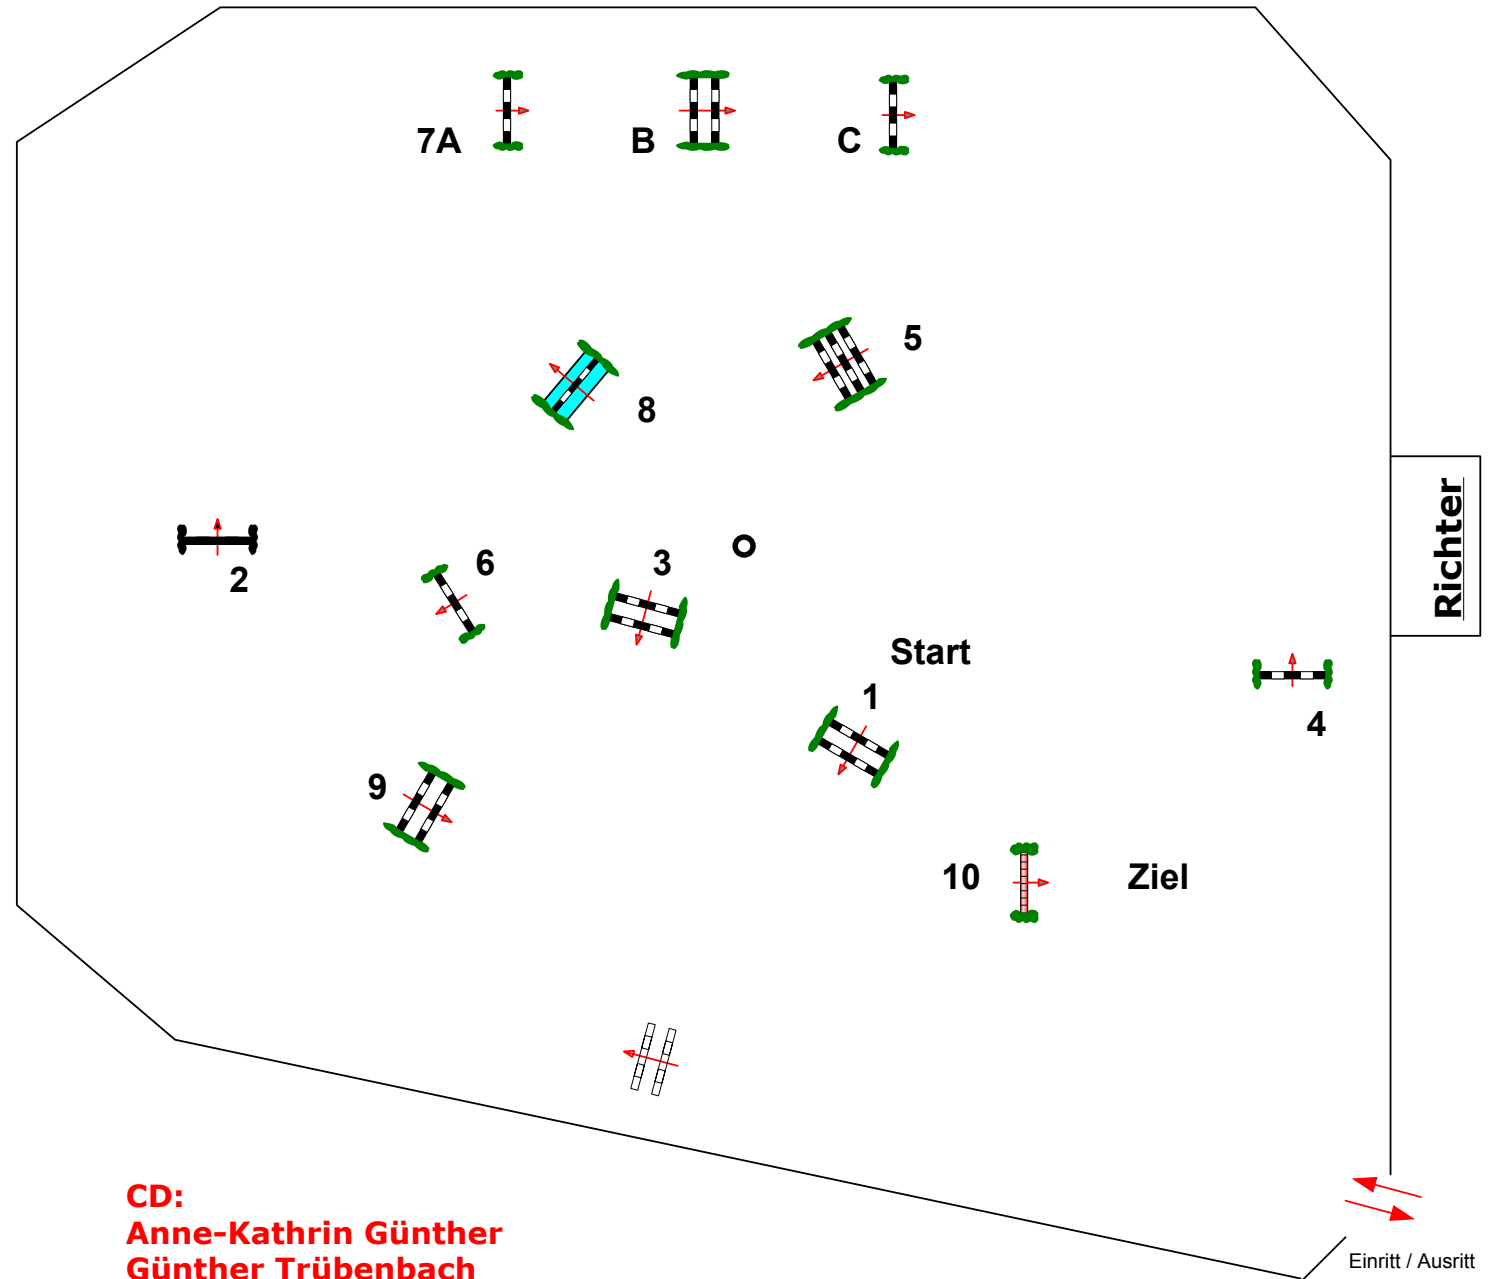 7A
B
C
5
8
Richter
6
3
2
Start
1
4
9
10
Ziel
CD:
Anne-Kathrin Günther
Günther Trübenbach
Einritt / Ausritt